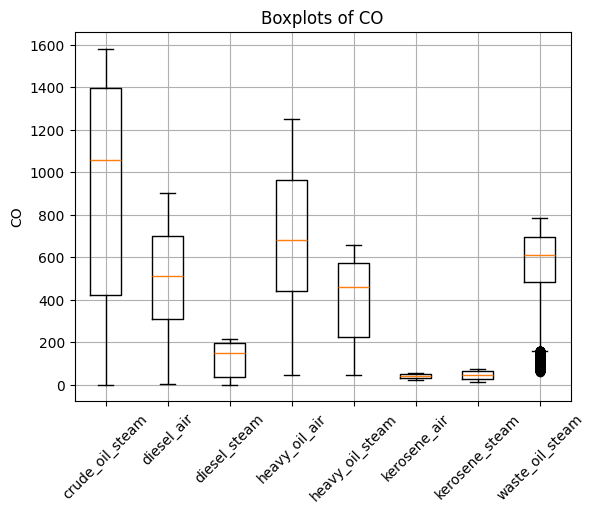 Boxplots of CO
1600
1400
1200
1000
800
600
400
200
0
CO
crude_oil_steam
diesel_air
diesel_steam
heavy_oil_air
heavy_oil_steam
kerosene_air
kerosene_steam
waste_oil_steam